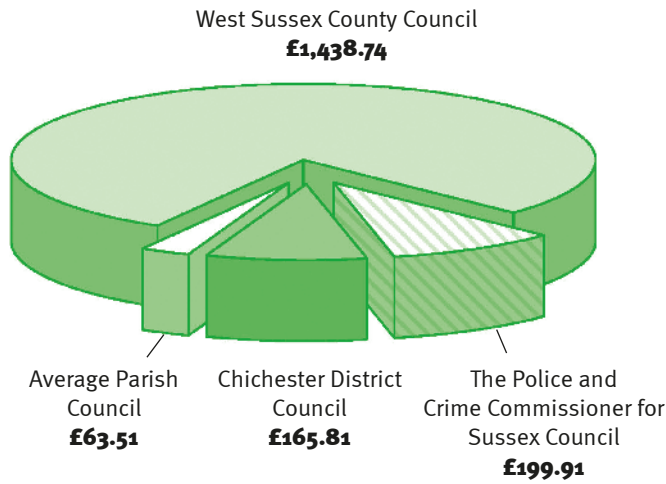 West Sussex County Council
£1,438.74
Average Parish
Council
£63.51
Chichester District
Council
£165.81
The Police and
Crime Commissioner for
Sussex Council
£199.91